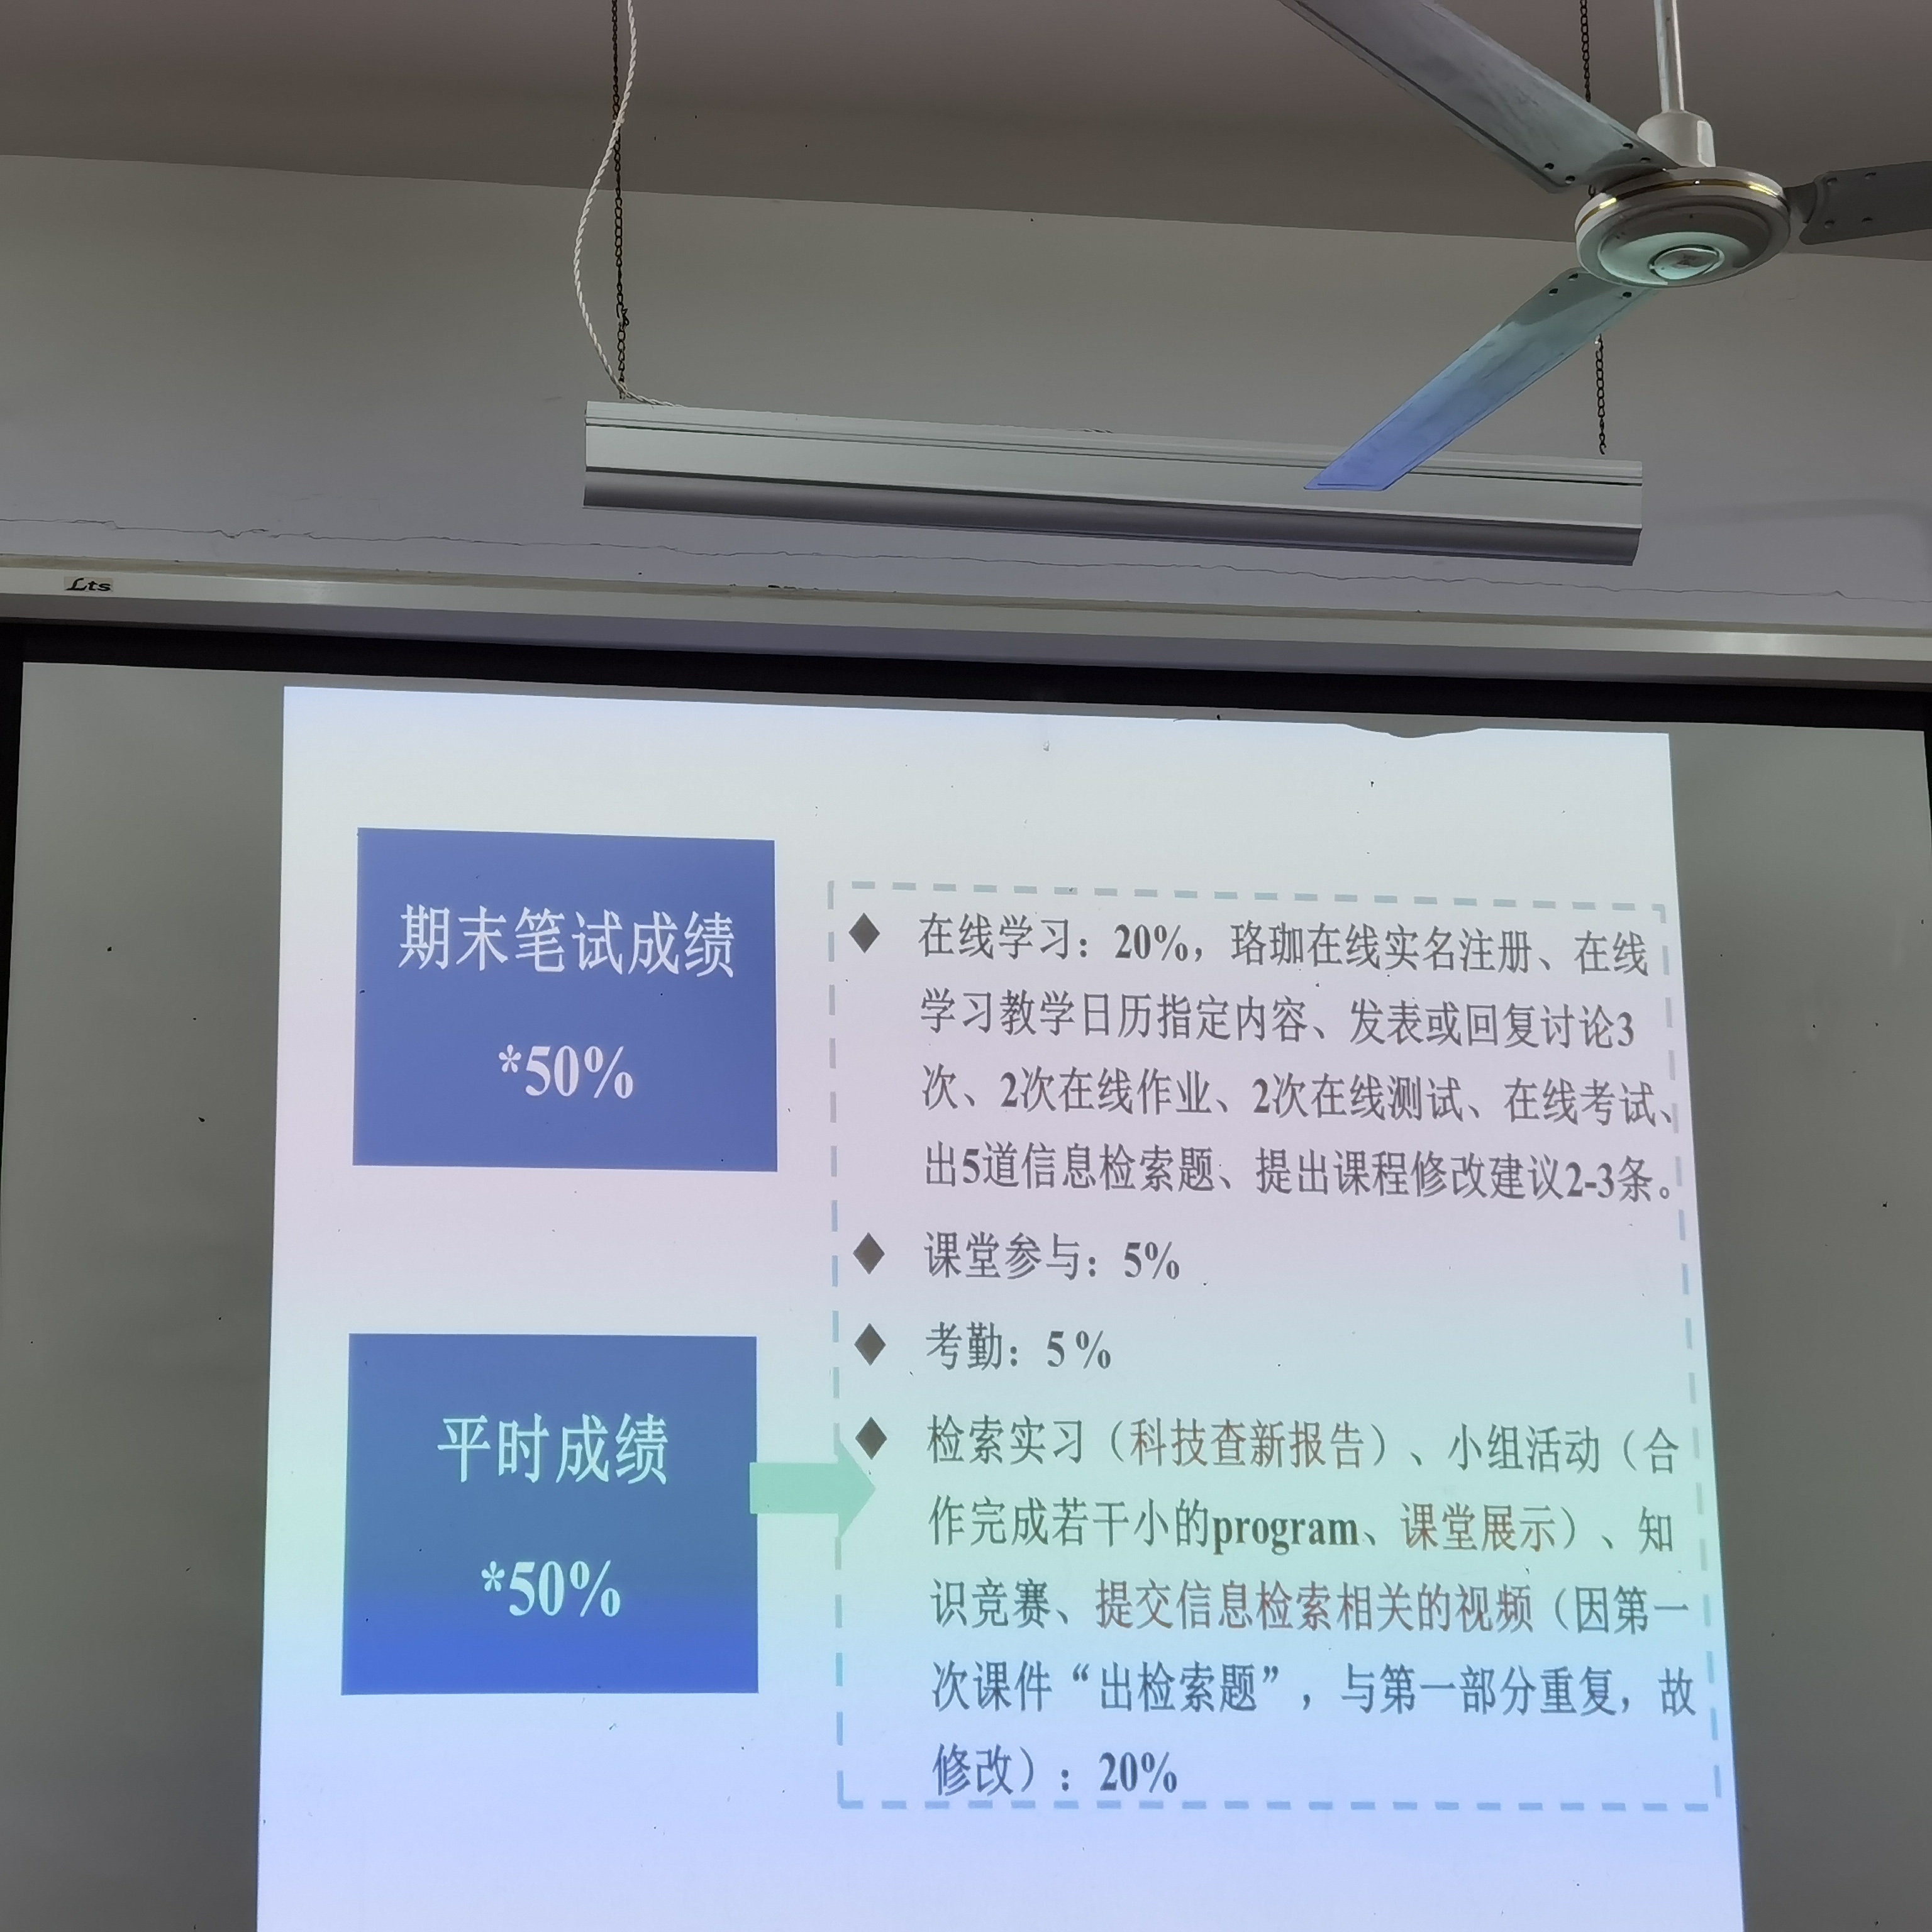 Lts
期末笔试成绩
*50%
平时成绩
*50%
在线学习：20%，珞珈在线实名注册、在线
学习教学日历指定内容、发表或回复讨论3
次、2次在线作业、2次在线测试、在线考试、
出5道信息检索题、提出课程修改建议2-3条。
课堂参与：5%
考勤：5%
检索实习（科技查新报告）、小组活动（合
作完成若干小的program、课堂展示）、知
识竞赛、提交信息检索相关的视频（因第一
次课件“出检索题”，与第一部分重复，故
修改）：20%